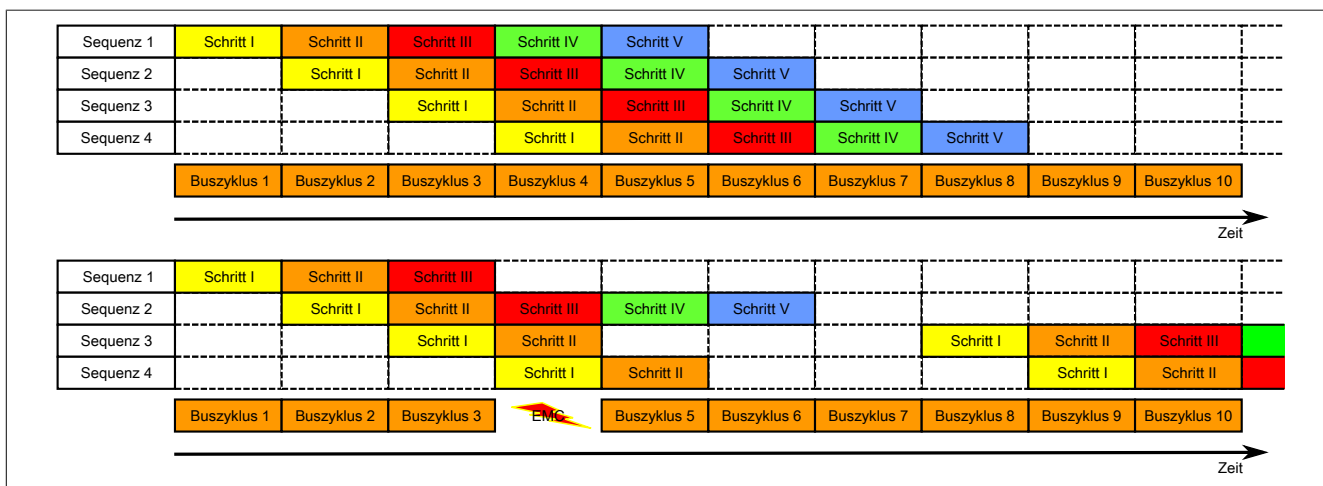 Sequenz 1 Schritt I Schritt II Schritt III Schritt IV Schritt V
Sequenz 2 Schritt I Schritt II Schritt III Schritt IV Schritt V
Sequenz 3 Schritt I Schritt II Schritt III Schritt IV Schritt V
Sequenz 4 Schritt I Schritt II Schritt III Schritt IV Schritt V
Buszyklus 1 Buszyklus 2 Buszyklus 3 Buszyklus 4 Buszyklus 5 Buszyklus 6 Buszyklus 7 Buszyklus 8 Buszyklus 9 Buszyklus 10
Zeit
Sequenz 1 Schritt I Schritt II Schritt III
Sequenz 2 Schritt I Schritt II Schritt III Schritt IV Schritt V
Sequenz 3 Schritt I Schritt II Schritt I Schritt II Schritt III
Sequenz 4 Schritt I Schritt II Schritt I Schritt II
Buszyklus 1 Buszyklus 2 Buszyklus 3 EMC Buszyklus 5 Buszyklus 6 Buszyklus 7 Buszyklus 8 Buszyklus 9 Buszyklus 10
Zeit